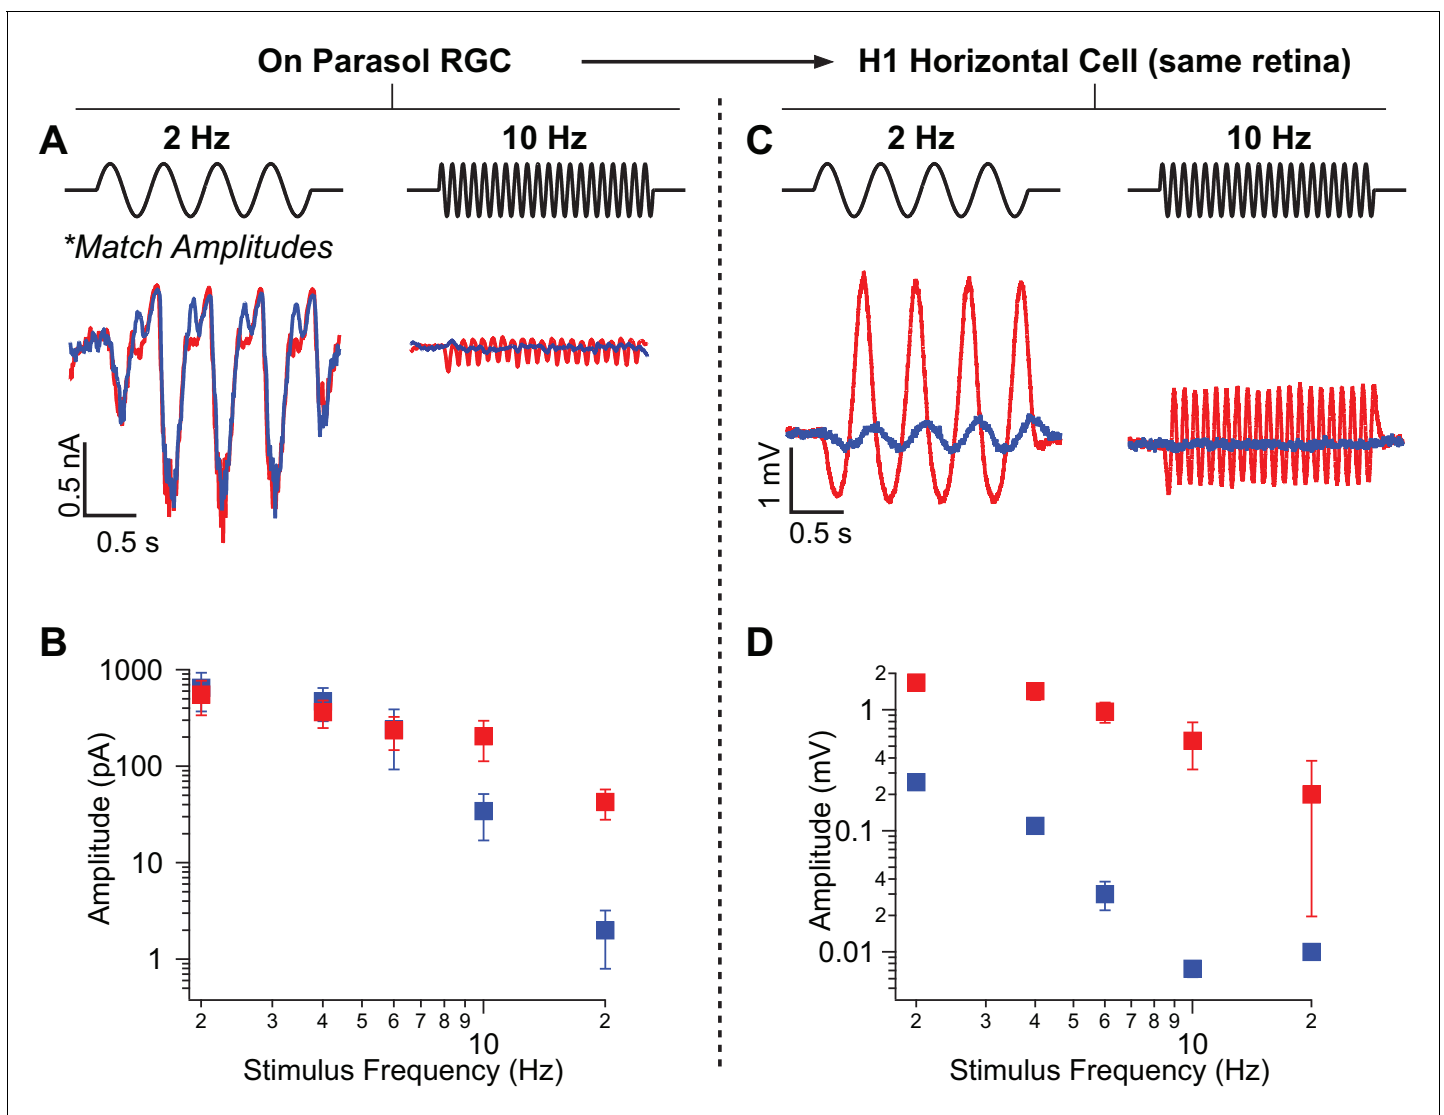 On Parasol RGC
H1 Horizontal Cell (same retina)
A
2 Hz
10 Hz
*Match Amplitudes
0.5 nA
0.5 s
C
2 Hz
10 Hz
1 mV
0.5 s
B
Amplitude (pA)
1000
100
10
1
2 3 4 5 6 7 8 9 2
10
Stimulus Frequency (Hz)
D
Amplitude (mV)
2
1
4
2
0.1
4
2
0.01
2 3 4 5 6 7 8 9 2
10
Stimulus Frequency (Hz)